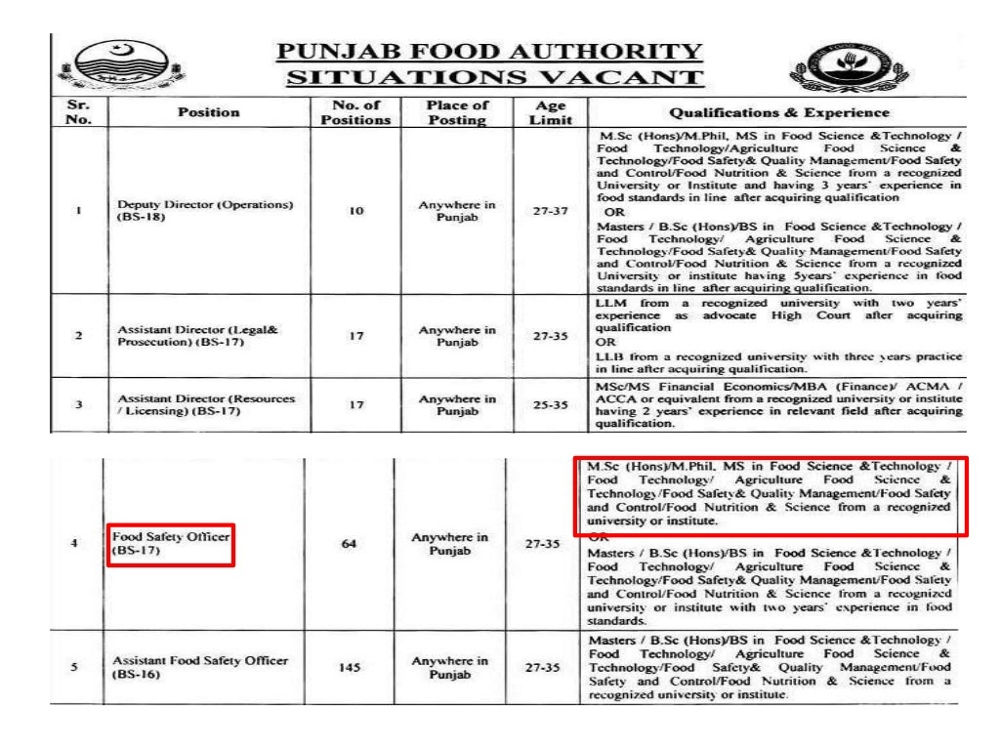 PUNJAB FOOD AUTHORITY
SITUATIONS VACANT
Sr. No.
Position
No. of Positions
Place of Posting
Age Limit
Qualifications & Experience
1
Deputy Director (Operations)
(BS-18)
10
Anywhere in
Punjab
27-37
M.Sc (Hons)/M.Phil, MS in Food Science &Technology /
Food Technology/Agriculture Food Science &
Technology/Food Safety& Quality Management/Food Safety
and Control/Food Nutrition & Science from a recognized
University or Institute and having 3 years' experience in
food standards in line after acquiring qualification
OR
Masters / B.Sc (Hons)/BS in Food Science &Technology /
Food Technology/ Agriculture Food Science &
Technology/Food Safety& Quality Management/Food Safety
and Control/Food Nutrition & Science from a recognized
University or institute having 5years' experience in food
standards in line after acquiring qualification.
2
Assistant Director (Legal&
Prosecution) (BS-17)
17
Anywhere in
Punjab
27-35
LLM from a recognized university with two years'
experience as advocate High Court after acquiring
qualification
OR
LLB from a recognized university with three years practice
in line after acquiring qualification.
3
Assistant Director (Resources
/ Licensing) (BS-17)
17
Anywhere in
Punjab
25-35
MSc/MS Financial Economics/MBA (Finance)/ ACMA /
ACCA or equivalent from a recognized university or institute
having 2 years' experience in relevant field after acquiring
qualification.
4
Food Safety Officer
(BS-17)
64
Anywhere in
Punjab
27-35
M.Sc (Hons)/M.Phil, MS in Food Science &Technology /
Food Technology/ Agriculture Food Science &
Technology/Food Safety& Quality Management/Food Safety
and Control/Food Nutrition & Science from a recognized
university or institute.
OR
Masters / B.Sc (Hons)/BS in Food Science &Technology /
Food Technology/ Agriculture Food Science &
Technology/Food Safety& Quality Management/Food Safety
and Control/Food Nutrition & Science from a recognized
university or institute with two years' experience in food
standards.
5
Assistant Food Safety Officer
(BS-16)
145
Anywhere in
Punjab
27-35
Masters / B.Sc (Hons)/BS in Food Science &Technology /
Food Technology/ Agriculture Food Science &
Technology/Food Safety& Quality Management/Food
Safety and Control/Food Nutrition & Science from a
recognized university or institute.